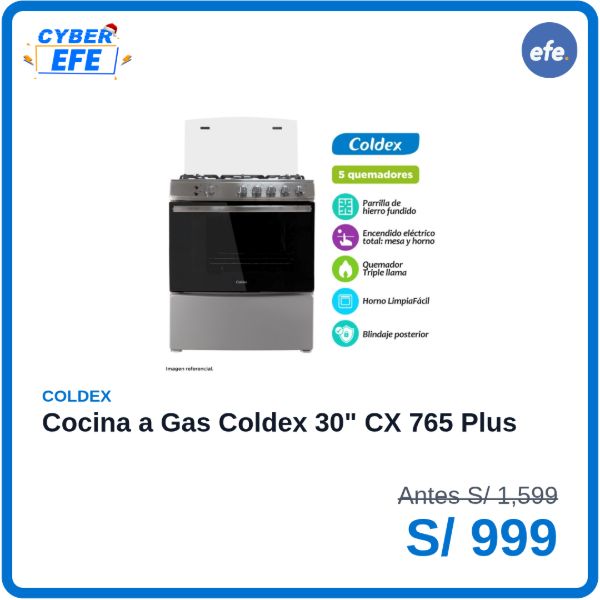 CYBER
EFE
efe.
Coldex
5 quemadores
Parrilla de
hierro fundido
Encendido eléctrico
total: mesa y horno
Quemador
Triple llama
Horno LimpiaFácil
Blindaje posterior
Coldex
Imagen referencial.
COLDEX
Cocina a Gas Coldex 30" CX 765 Plus
Antes S/ 1,599
S/ 999